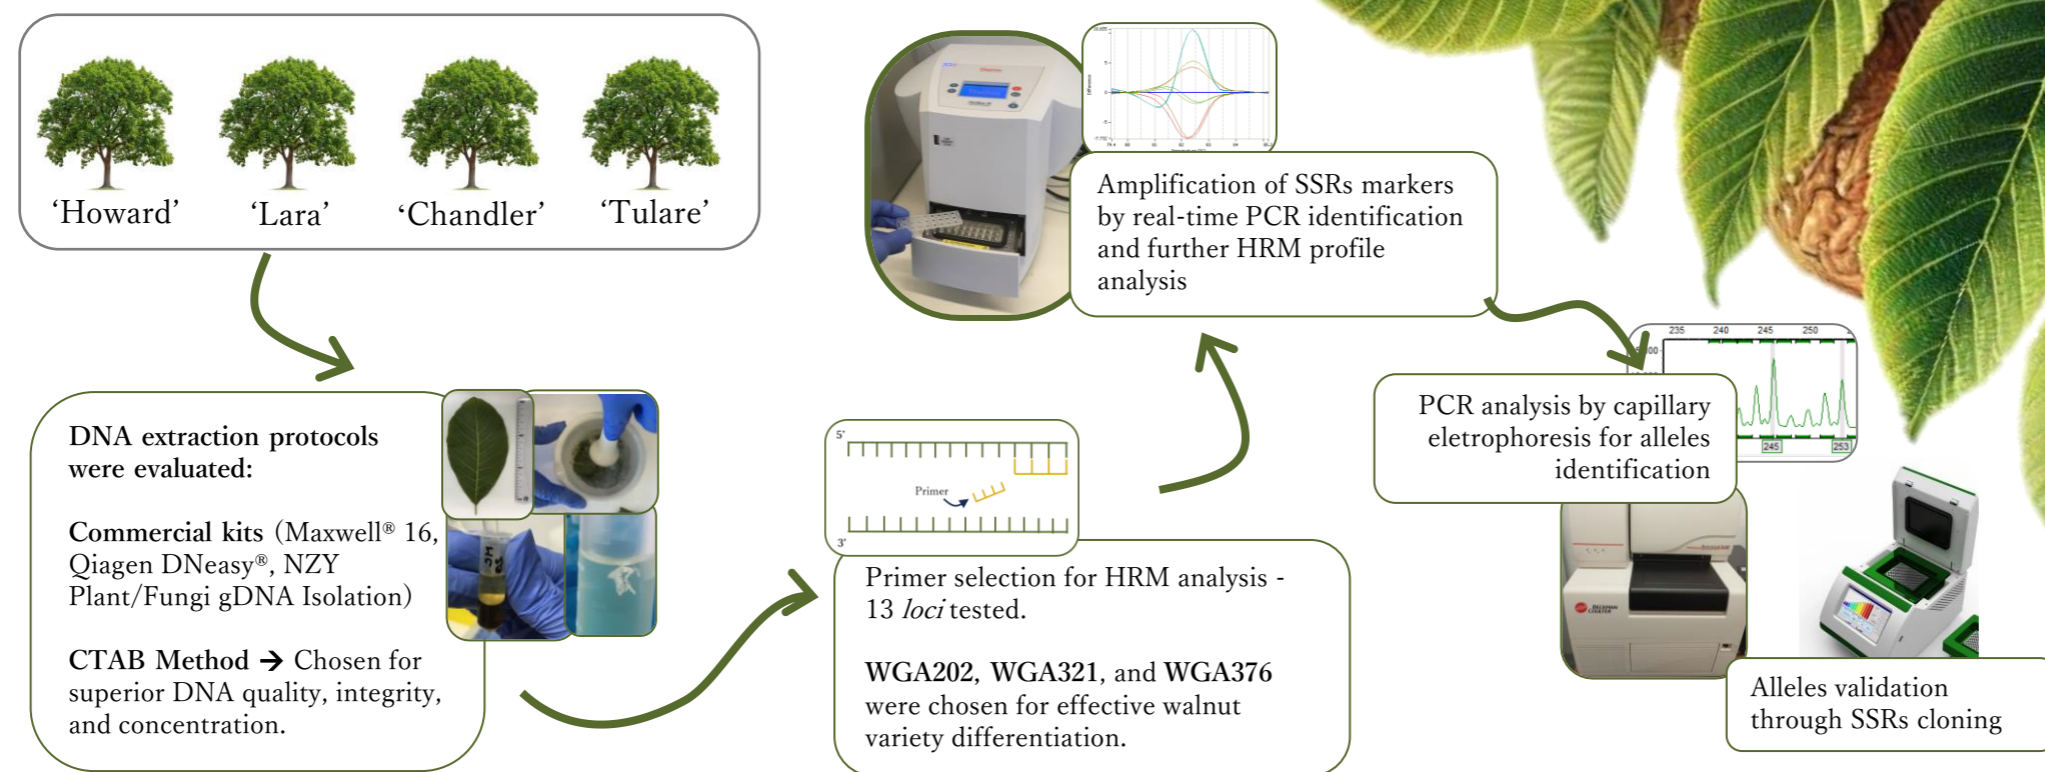 ‘Howard’
‘Lara’
‘Chandler’
‘Tulare’
DNA extraction protocols
were evaluated:
Commercial kits (Maxwell® 16,
Qiagen DNeasy®, NZY
Plant/Fungi gDNA Isolation)
CTAB Method → Chosen for
superior DNA quality, integrity,
and concentration.
5'
Primer
3'
Primer selection for HRM analysis -
13 loci tested.
WGA202, WGA321, and WGA376
were chosen for effective walnut
variety differentiation.
Amplification of SSRs markers
by real-time PCR identification
and further HRM profile
analysis
235 240 245 250
245
253
PCR analysis by capillary
eletrophoresis for alleles
identification
BECKMAN
COULTER
Alleles validation
through SSRs cloning